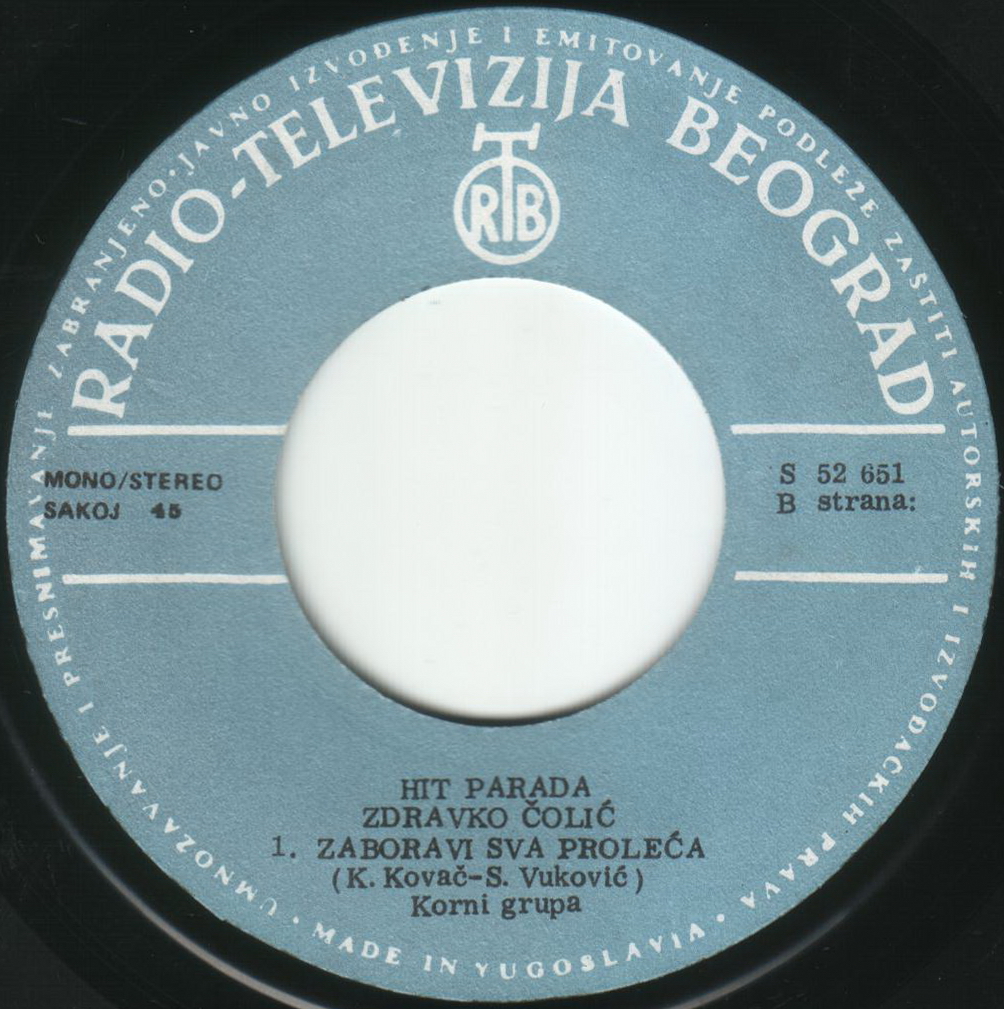 UMNOŽAVANJE I PRESNIMAVANJE ZABRANJENO · JAVNO IZVOĐENJE I EMITOVANJE PODLEŽE ZAŠTITI AUTORSKIH I IZVOĐAČKIH PRAVA ·
RADIO-TELEVIZIJA BEOGRAD
RTB
MONO/STEREO
SAKOJ 45
S 52 651
B strana:
HIT PARADA
ZDRAVKO ČOLIĆ
1. ZABORAVI SVA PROLEĆA
(K. Kovač-S. Vuković)
Korni grupa
MADE IN YUGOSLAVIA ·